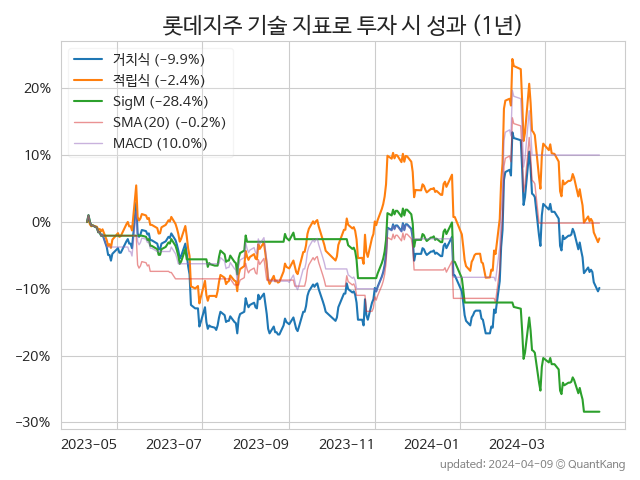 롯데지주 기술 지표로 투자 시 성과 (1년)
거치식 (-9.9%)
적립식 (-2.4%)
SigM (-28.4%)
SMA(20) (-0.2%)
MACD (10.0%)
20%
10%
0%
-10%
-20%
-30%
2023-05 2023-07 2023-09 2023-11 2024-01 2024-03
updated: 2024-04-09 © QuantKang